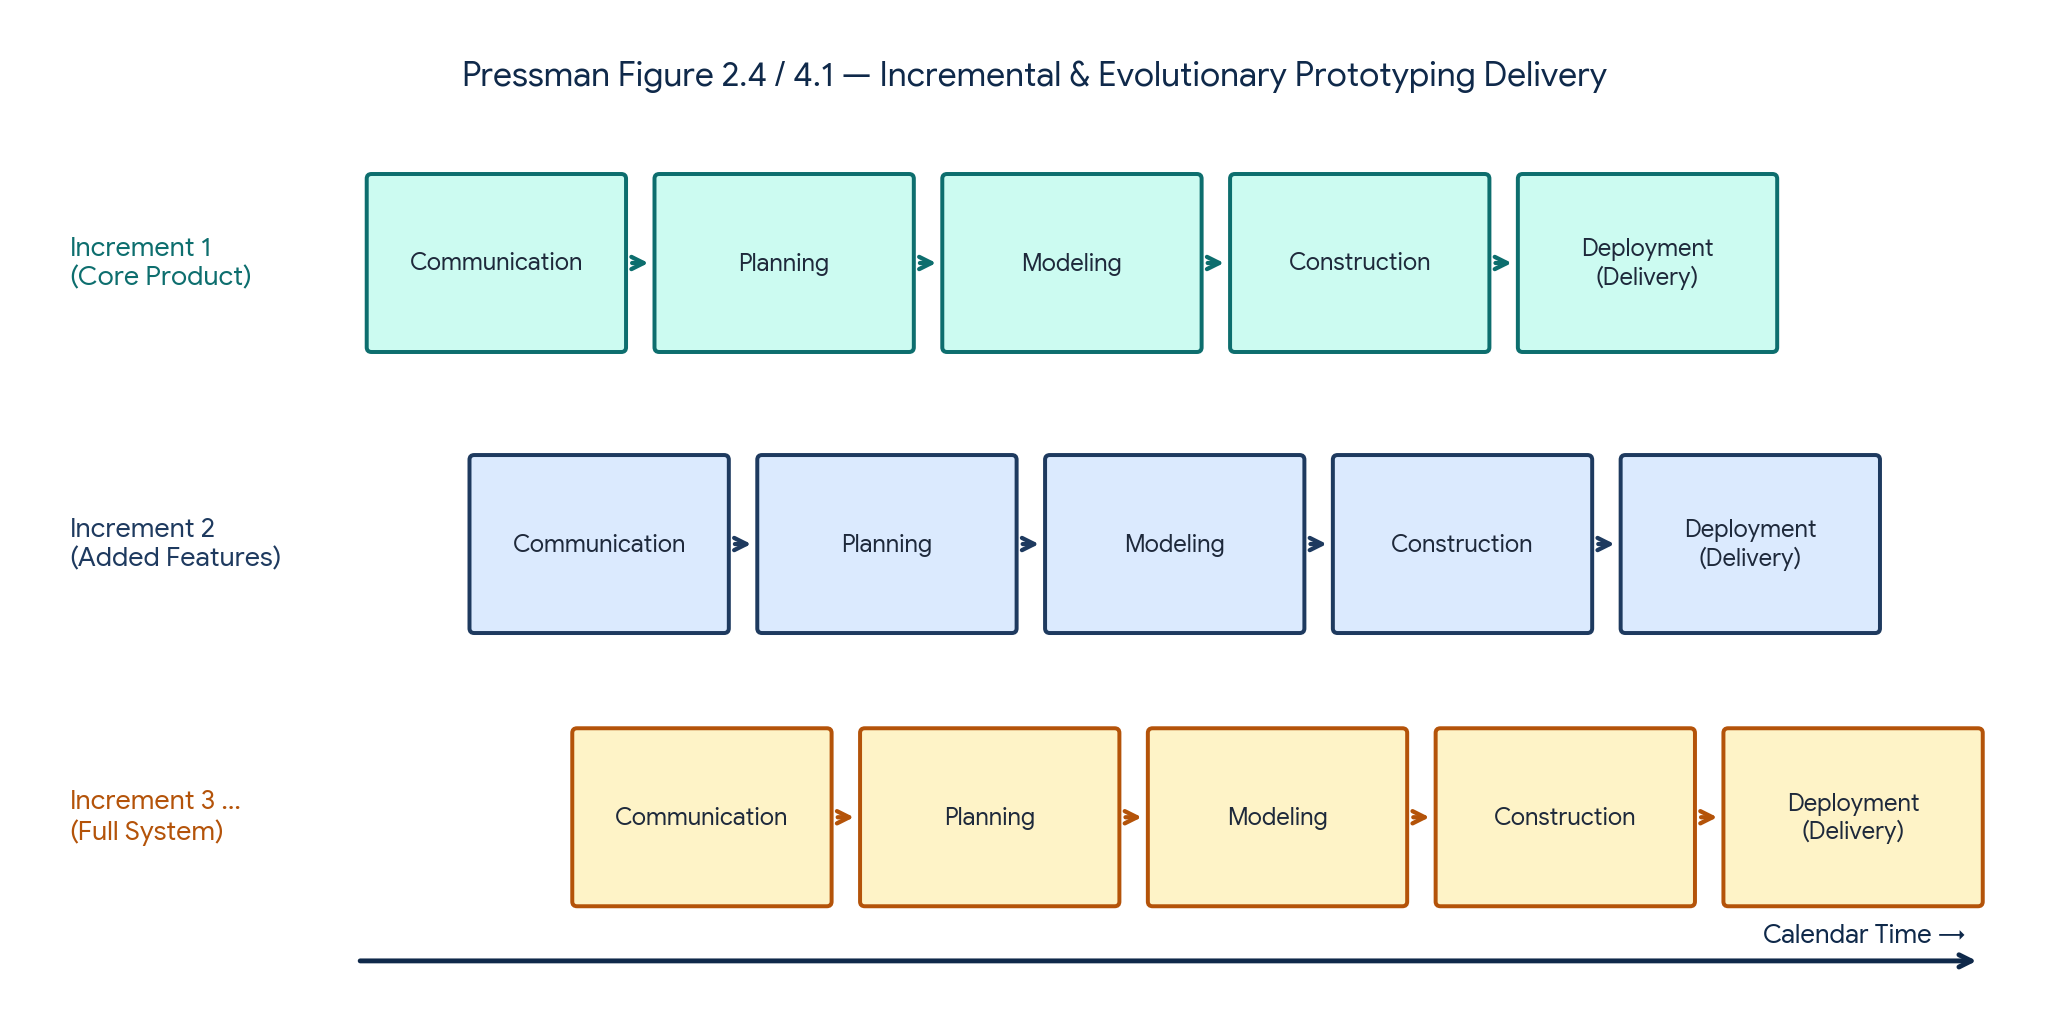 Pressman Figure 2.4 / 4.1 — Incremental & Evolutionary Prototyping Delivery
Increment 1
(Core Product)
Communication
Planning
Modeling
Construction
Deployment
(Delivery)
Increment 2
(Added Features)
Communication
Planning
Modeling
Construction
Deployment
(Delivery)
Increment 3 ...
(Full System)
Communication
Planning
Modeling
Construction
Deployment
(Delivery)
Calendar Time →